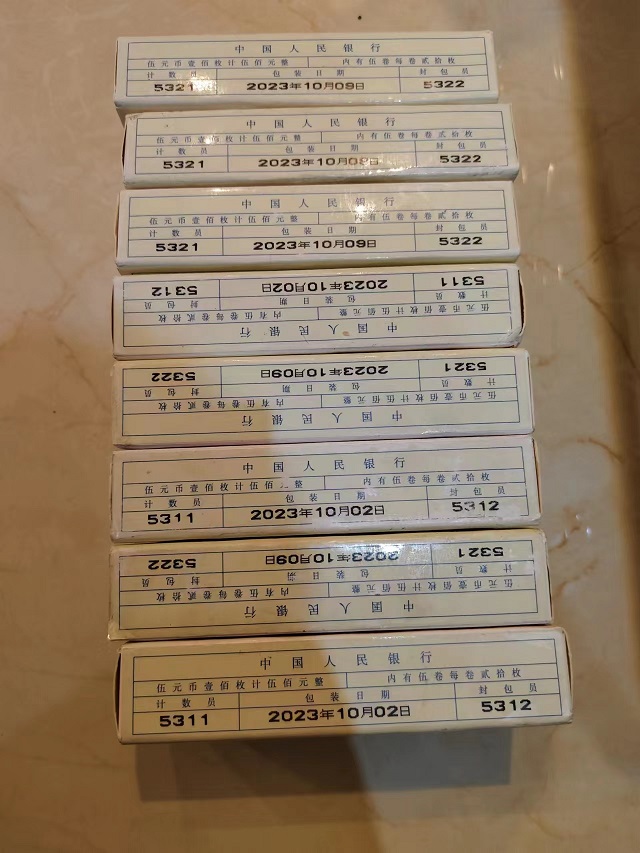 中国人民银行
伍元币壹佰枚计伍佰元整 内有伍卷每卷贰拾枚
计数员 包装日期 封包员
5321 2023年10月09日 5322
中国人民银行
伍元币壹佰枚计伍佰元整 内有伍卷每卷贰拾枚
计数员 包装日期 封包员
5321 2023年10月09日 5322
中国人民银行
伍元币壹佰枚计伍佰元整 内有伍卷每卷贰拾枚
计数员 包装日期 封包员
5321 2023年10月09日 5322
中国人民银行
伍元币壹佰枚计伍佰元整 内有伍卷每卷贰拾枚
计数员 包装日期 封包员
5311 2023年10月02日 5312
中国人民银行
伍元币壹佰枚计伍佰元整 内有伍卷每卷贰拾枚
计数员 包装日期 封包员
5321 2023年10月09日 5322
中国人民银行
伍元币壹佰枚计伍佰元整 内有伍卷每卷贰拾枚
计数员 包装日期 封包员
5311 2023年10月02日 5312
中国人民银行
伍元币壹佰枚计伍佰元整 内有伍卷每卷贰拾枚
计数员 包装日期 封包员
5321 2023年10月09日 5322
中国人民银行
伍元币壹佰枚计伍佰元整 内有伍卷每卷贰拾枚
计数员 包装日期 封包员
5311 2023年10月02日 5312